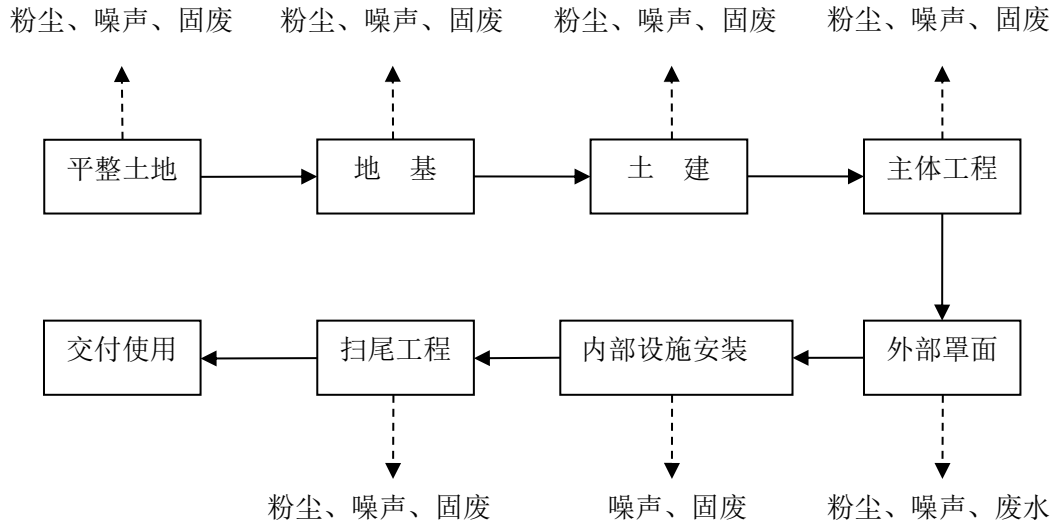 粉尘、噪声、固废 粉尘、噪声、固废 粉尘、噪声、固废 粉尘、噪声、固废
平整土地 地 基 土 建 主体工程
交付使用 扫尾工程 内部设施安装 外部罩面
粉尘、噪声、固废 噪声、固废 粉尘、噪声、废水